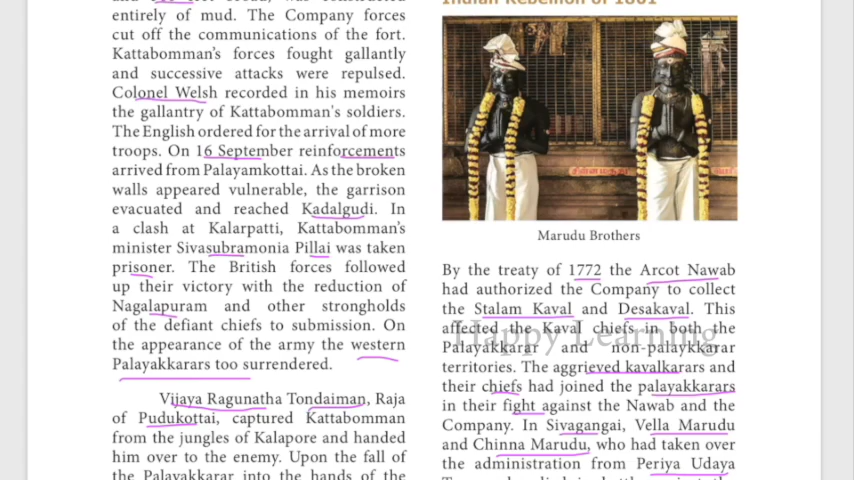 entirely of mud. The Company forces
cut off the communications of the fort.
Kattabomman's forces fought gallantly
and successive attacks were repulsed.
Colonel Welsh recorded in his memoirs
the gallantry of Kattabomman's soldiers.
The English ordered for the arrival of more
troops. On 16 September reinforcements
arrived from Palayamkottai. As the broken
walls appeared vulnerable, the garrison
evacuated and reached Kadalgudi. In
a clash at Kalarpatti, Kattabomman's
minister Sivasubramonia Pillai was taken
prisoner. The British forces followed
up their victory with the reduction of
Nagalapuram and other strongholds
of the defiant chiefs to submission. On
the appearance of the army the western
Palayakkarars too surrendered.
Vijaya Ragunatha Tondaiman, Raja
of Pudukottai, captured Kattabomman
from the jungles of Kalapore and handed
him over to the enemy. Upon the fall of
the Palayakkarar into the hands of the
Indian Rebellion of 1801
Marudu Brothers
By the treaty of 1772 the Arcot Nawab
had authorized the Company to collect
the Stalam Kaval and Desakaval. This
affected the Kaval chiefs in both the
Palayakkarar and non-palaykkarar
territories. The aggrieved kavalkarars and
their chiefs had joined the palayakkarars
in their fight against the Nawab and the
Company. In Sivagangai, Vella Marudu
and Chinna Marudu, who had taken over
the administration from Periya Udaya
Happy Learning